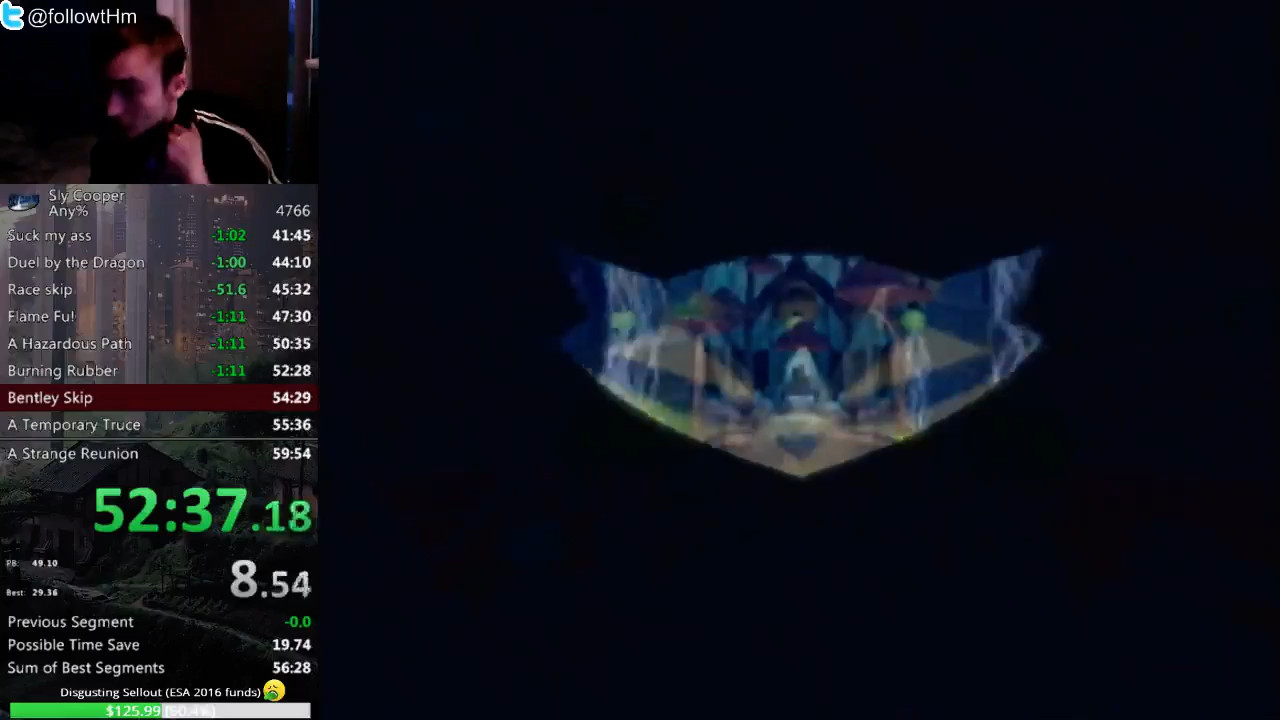 @followtHm
Sly Cooper
Any% 4766
Suck my ass -1:02 41:45
Duel by the Dragon -1:00 44:10
Race skip -51.6 45:32
Flame Fu! -1:11 47:30
A Hazardous Path -1:11 50:35
Burning Rubber -1:11 52:28
Bentley Skip 54:29
A Temporary Truce 55:36
A Strange Reunion 59:54
52:37.18
PB: 49.10
8.54
Best: 29.36
Previous Segment -0.0
Possible Time Save 19.74
Sum of Best Segments 56:28
Disgusting Sellout (ESA 2016 funds)
$125.99